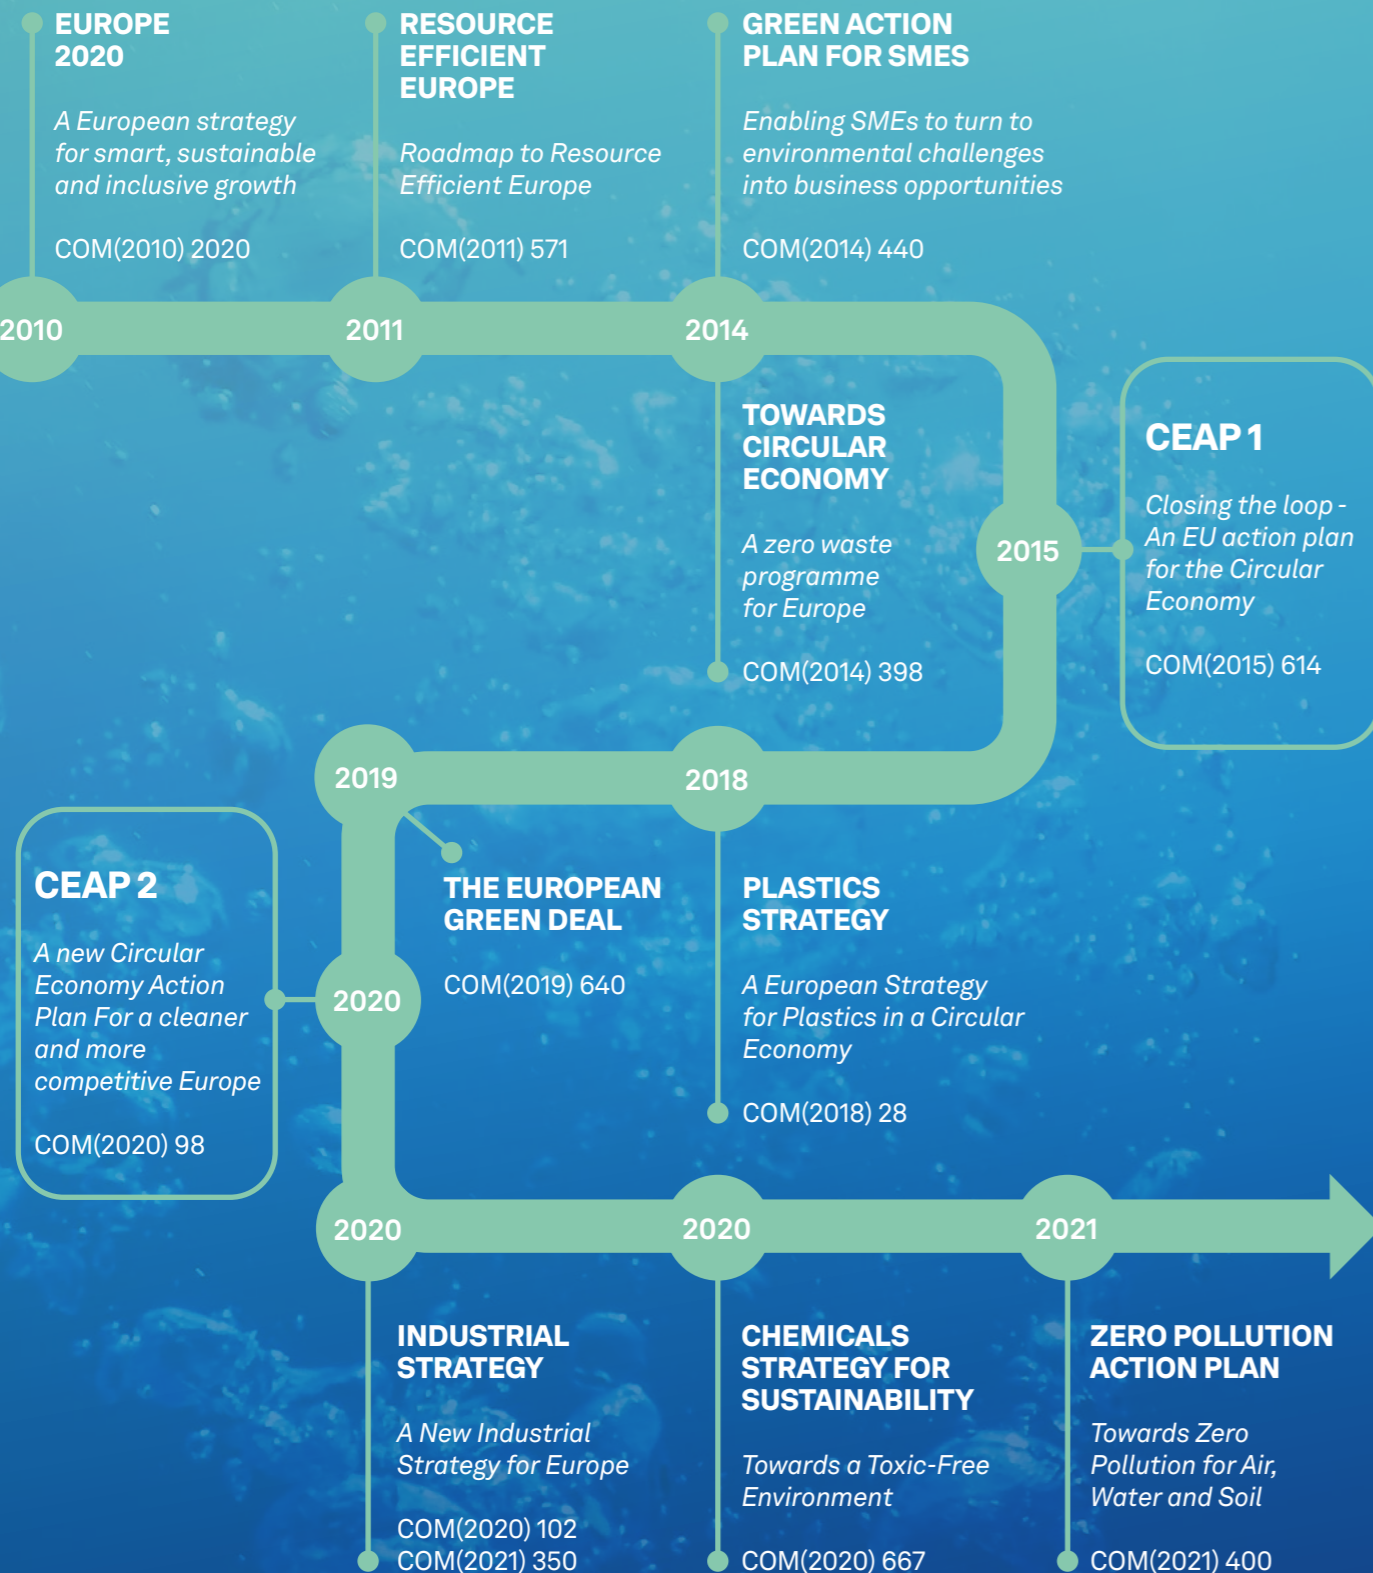 EUROPE
2020
A European strategy
for smart, sustainable
and inclusive growth
COM(2010) 2020
RESOURCE
EFFICIENT
EUROPE
Roadmap to Resource
Efficient Europe
COM(2011) 571
GREEN ACTION
PLAN FOR SMES
Enabling SMEs to turn to
environmental challenges
into business opportunities
COM(2014) 440
2010
2011
2014
TOWARDS
CIRCULAR
ECONOMY
A zero waste
programme
for Europe
COM(2014) 398
2015
CEAP 1
Closing the loop -
An EU action plan
for the Circular
Economy
COM(2015) 614
2019
2018
CEAP 2
A new Circular
Economy Action
Plan For a cleaner
and more
competitive Europe
COM(2020) 98
2020
THE EUROPEAN
GREEN DEAL
COM(2019) 640
PLASTICS
STRATEGY
A European Strategy
for Plastics in a Circular
Economy
COM(2018) 28
2020
2020
2021
INDUSTRIAL
STRATEGY
A New Industrial
Strategy for Europe
COM(2020) 102
COM(2021) 350
CHEMICALS
STRATEGY FOR
SUSTAINABILITY
Towards a Toxic-Free
Environment
COM(2020) 667
ZERO POLLUTION
ACTION PLAN
Towards Zero
Pollution for Air,
Water and Soil
COM(2021) 400